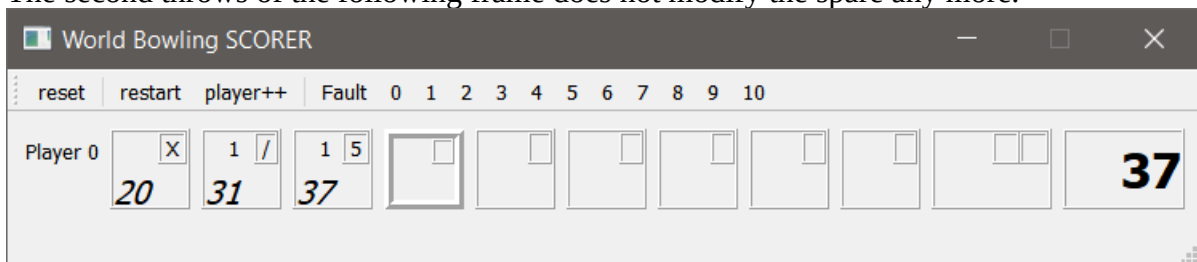 The second throws of the following frame does not modify the spare any more.
World Bowling SCORER
reset restart player++ Fault 0 1 2 3 4 5 6 7 8 9 10
Player 0 X 1 / 1 5
20 31 37 37